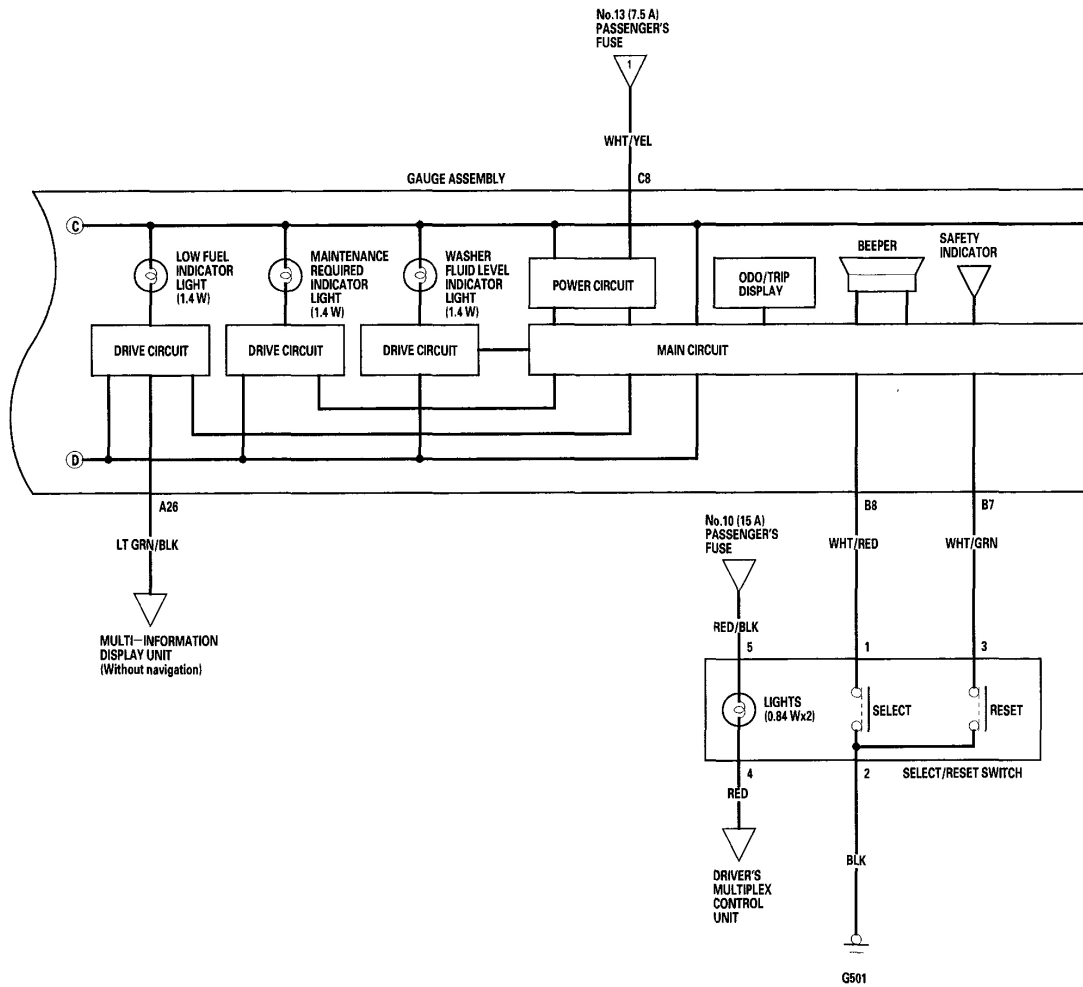 No.13 (7.5 A)
PASSENGER'S
FUSE
1
WHT/YEL
GAUGE ASSEMBLY
C8
C
LOW FUEL
INDICATOR
LIGHT
(1.4 W)
MAINTENANCE
REQUIRED
INDICATOR
LIGHT
(1.4 W)
WASHER
FLUID LEVEL
INDICATOR
LIGHT
(1.4 W)
POWER CIRCUIT
ODO/TRIP
DISPLAY
BEEPER
SAFETY
INDICATOR
DRIVE CIRCUIT
DRIVE CIRCUIT
DRIVE CIRCUIT
MAIN CIRCUIT
D
A26
B8
B7
LT GRN/BLK
MULTI-INFORMATION
DISPLAY UNIT
(Without navigation)
No.10 (15 A)
PASSENGER'S
FUSE
WHT/RED
WHT/GRN
RED/BLK
5
1
3
LIGHTS
(0.84 Wx2)
SELECT
RESET
4
2
SELECT/RESET SWITCH
RED
DRIVER'S
MULTIPLEX
CONTROL
UNIT
BLK
G501